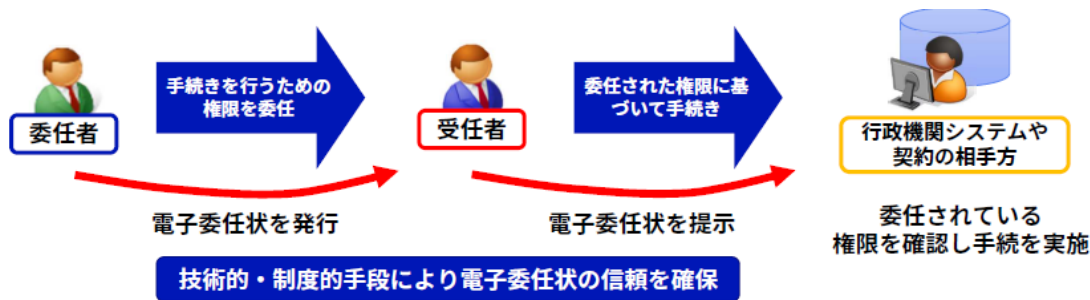 手続きを行うための
権限を委任
委任された権限に基
づいて手続き
委任者
受任者
行政機関システムや
契約の相手方
電子委任状を発行
電子委任状を提示
委任されている
権限を確認し手続を実施
技術的・制度的手段により電子委任状の信頼を確保